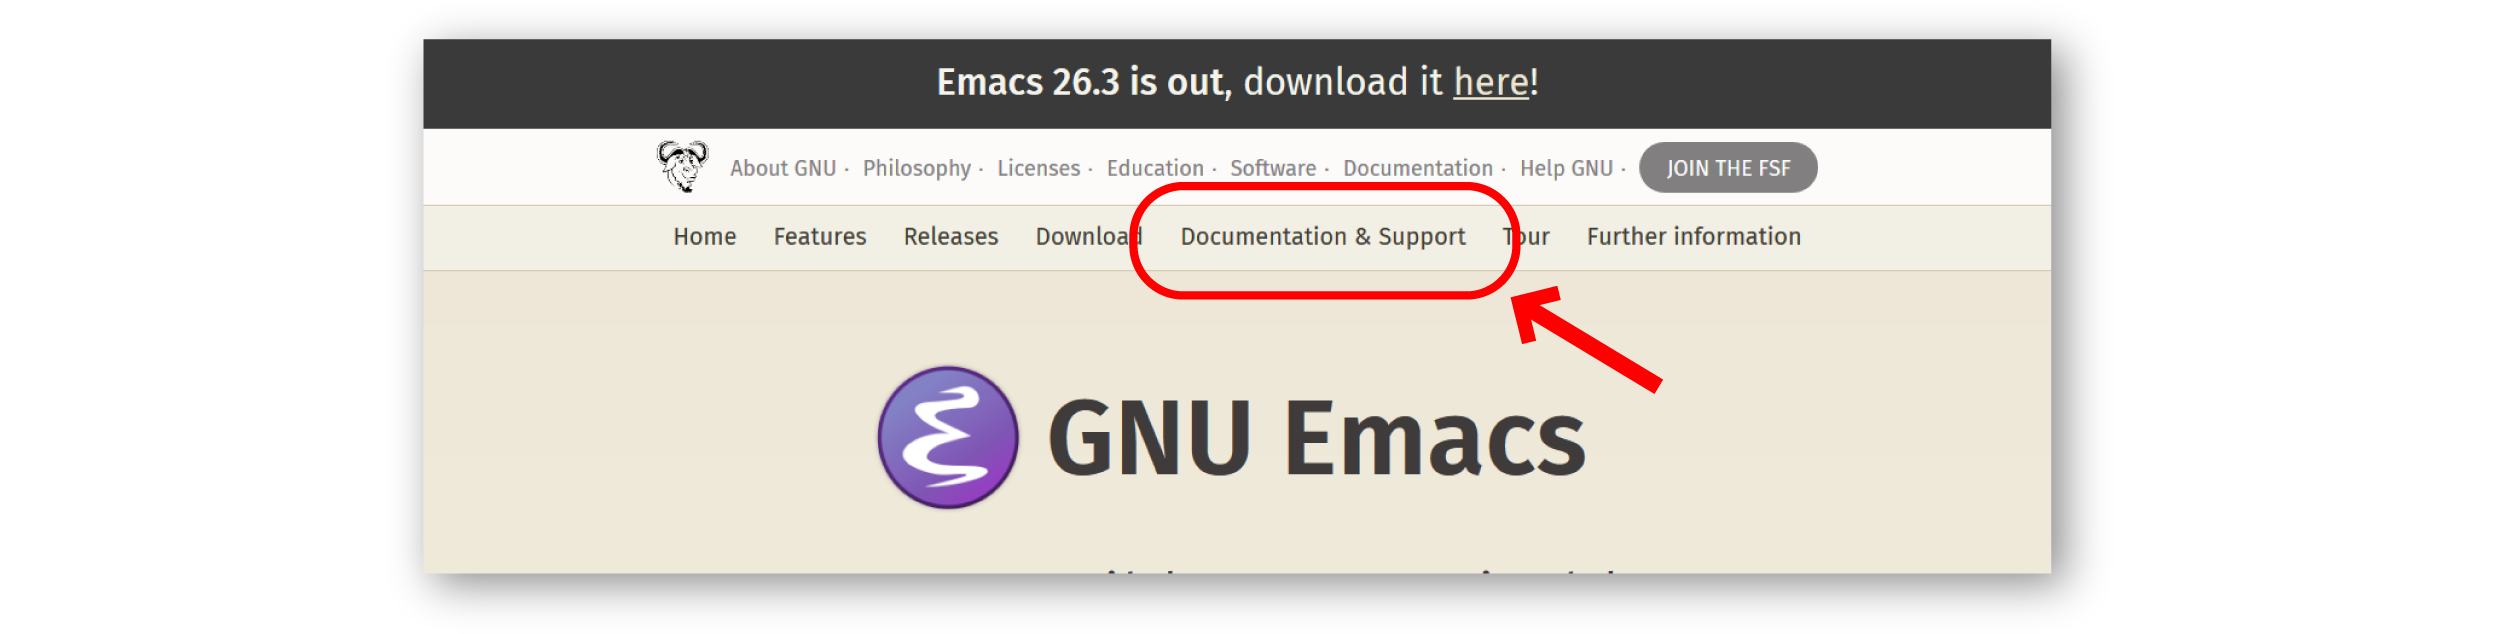 Emacs 26.3 is out, download it here!
About GNU · Philosophy · Licenses · Education · Software · Documentation · Help GNU · JOIN THE FSF
Home Features Releases Download Documentation & Support Tour Further information
GNU Emacs